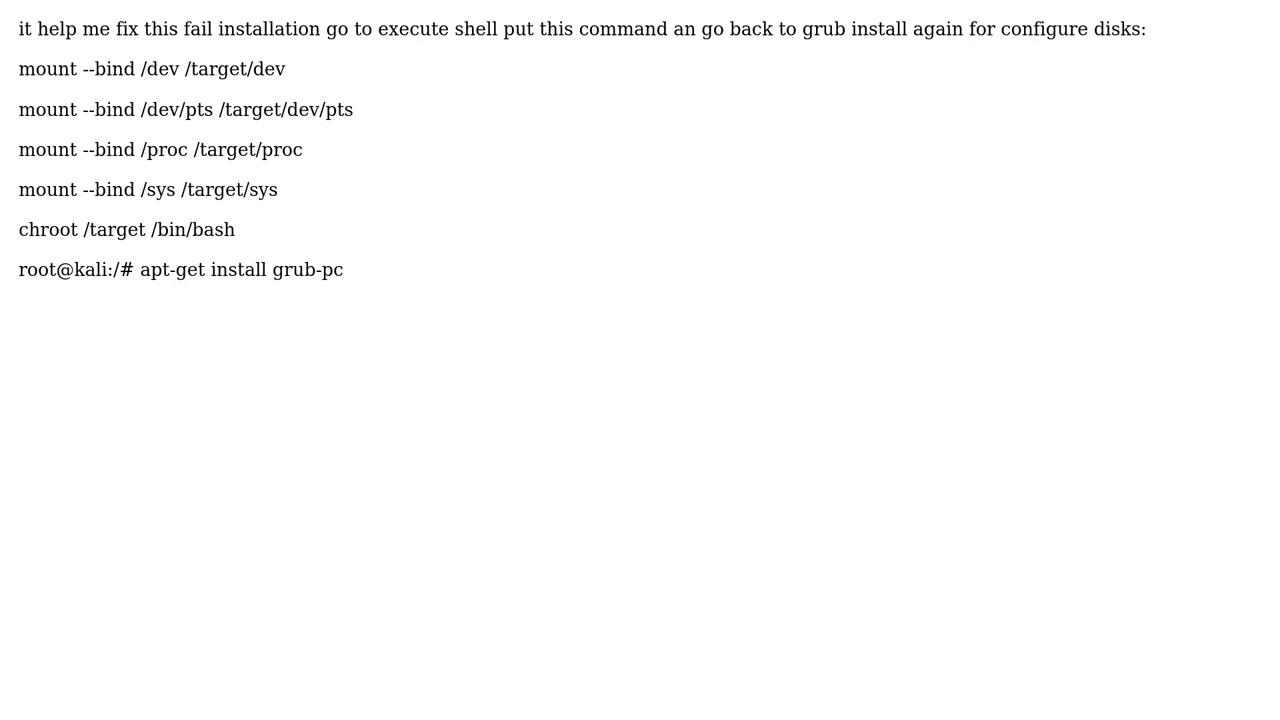 it help me fix this fail installation go to execute shell put this command an go back to grub install again for configure disks:
mount --bind /dev /target/dev
mount --bind /dev/pts /target/dev/pts
mount --bind /proc /target/proc
mount --bind /sys /target/sys
chroot /target /bin/bash
root@kali:/# apt-get install grub-pc